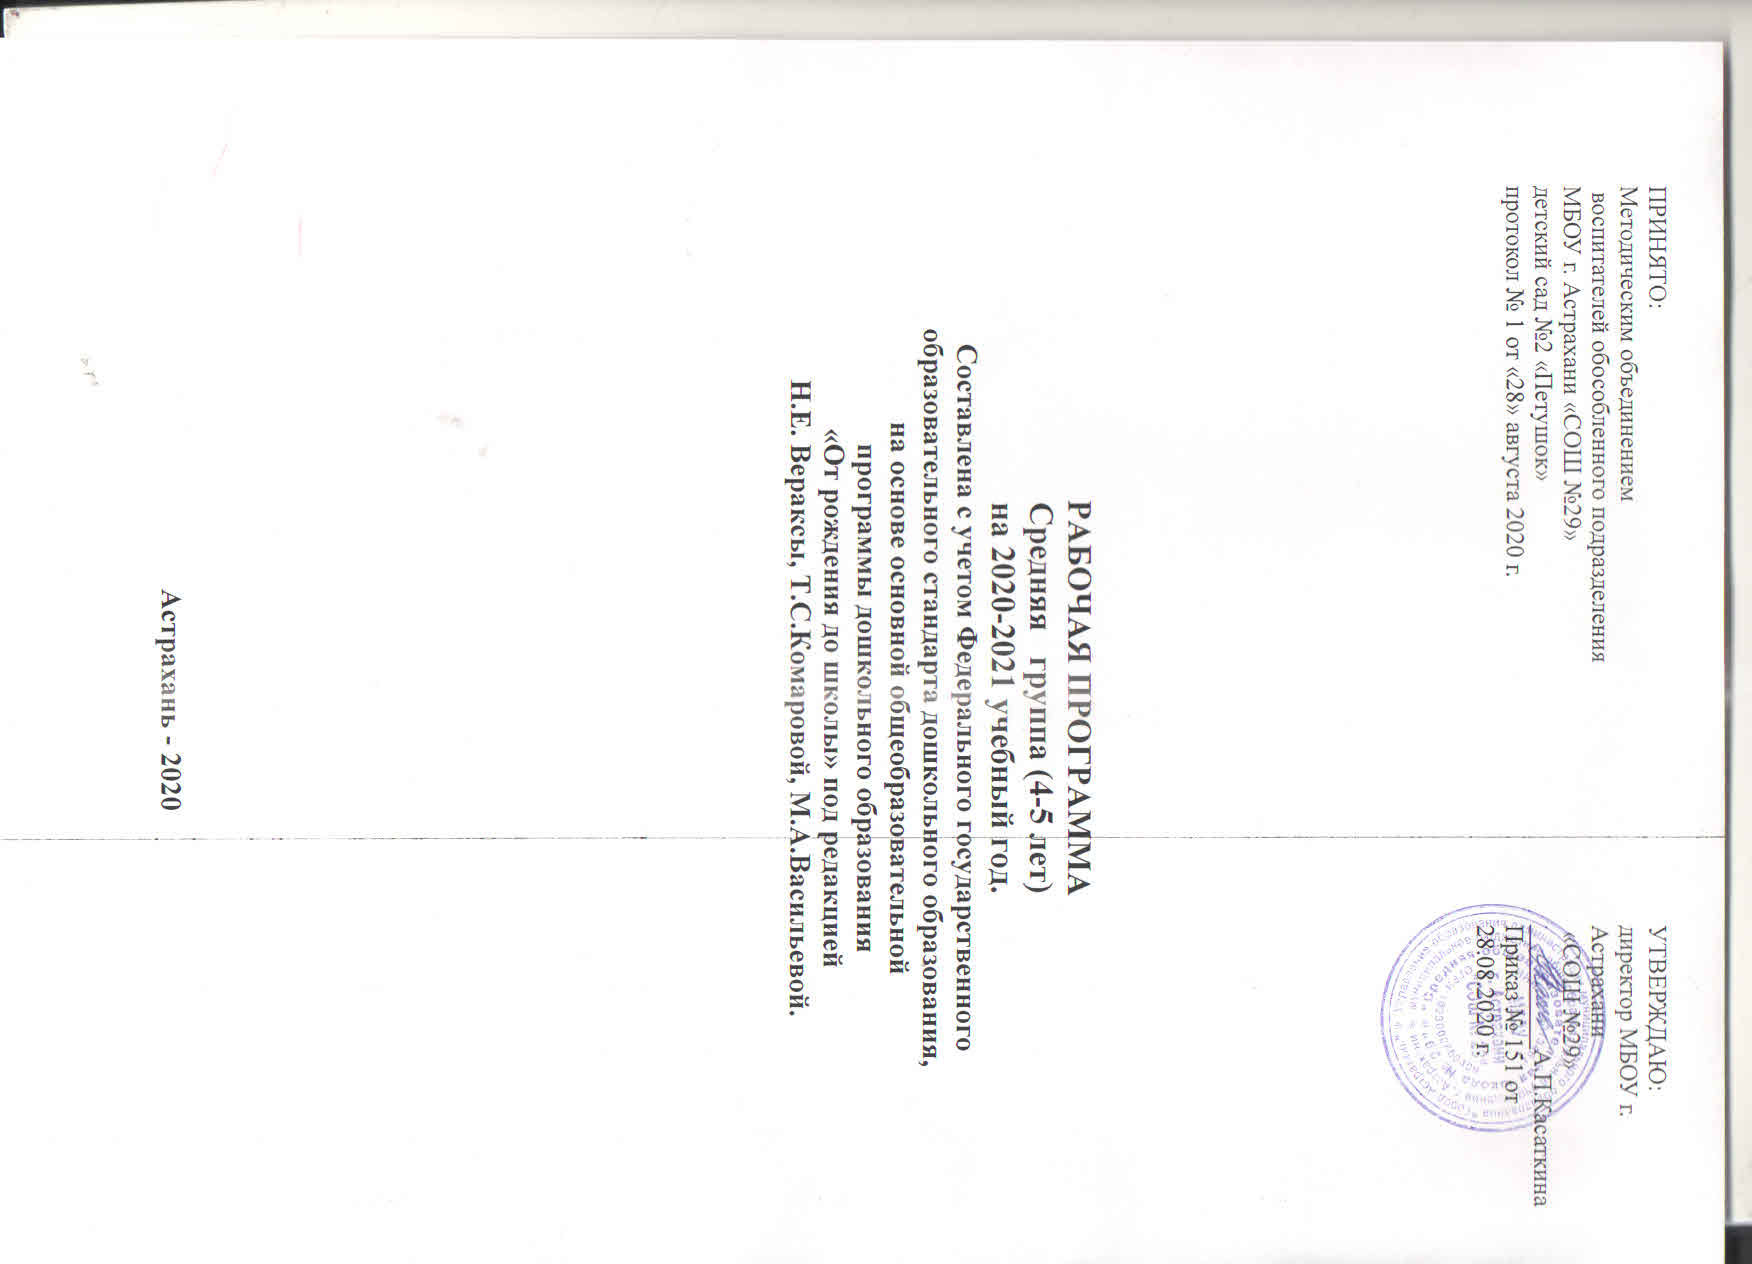 ПРИНЯТО:
Методическим объединением
воспитателей обособленного подразделения
МБОУ г. Астрахани «СОШ №29»
детский сад №2 «Петушок»
протокол № 1 от «28» августа 2020 г.
УТВЕРЖДАЮ:
директор МБОУ г.
Астрахани
«СОШ №29»
А.П.Касаткина
Приказ № 151 от
28.08.2020 г.
РАБОЧАЯ ПРОГРАММА
Средняя группа (4-5 лет)
на 2020-2021 учебный год.
Составлена с учетом Федерального государственного
образовательного стандарта дошкольного образования,
на основе основной общеобразовательной
программы дошкольного образования
«От рождения до школы» под редакцией
Н.Е. Вераксы, Т.С.Комаровой, М.А.Васильевой.
Астрахань - 2020